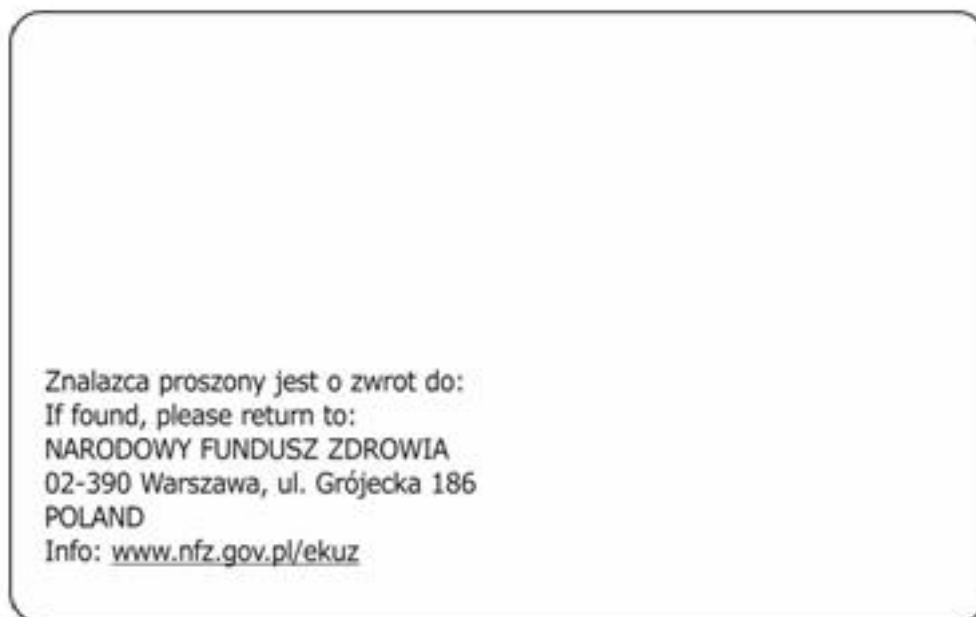 Znalazca proszony jest o zwrot do:
If found, please return to:
NARODOWY FUNDUSZ ZDROWIA
02-390 Warszawa, ul. Grójecka 186
POLAND
Info: www.nfz.gov.pl/ekuz